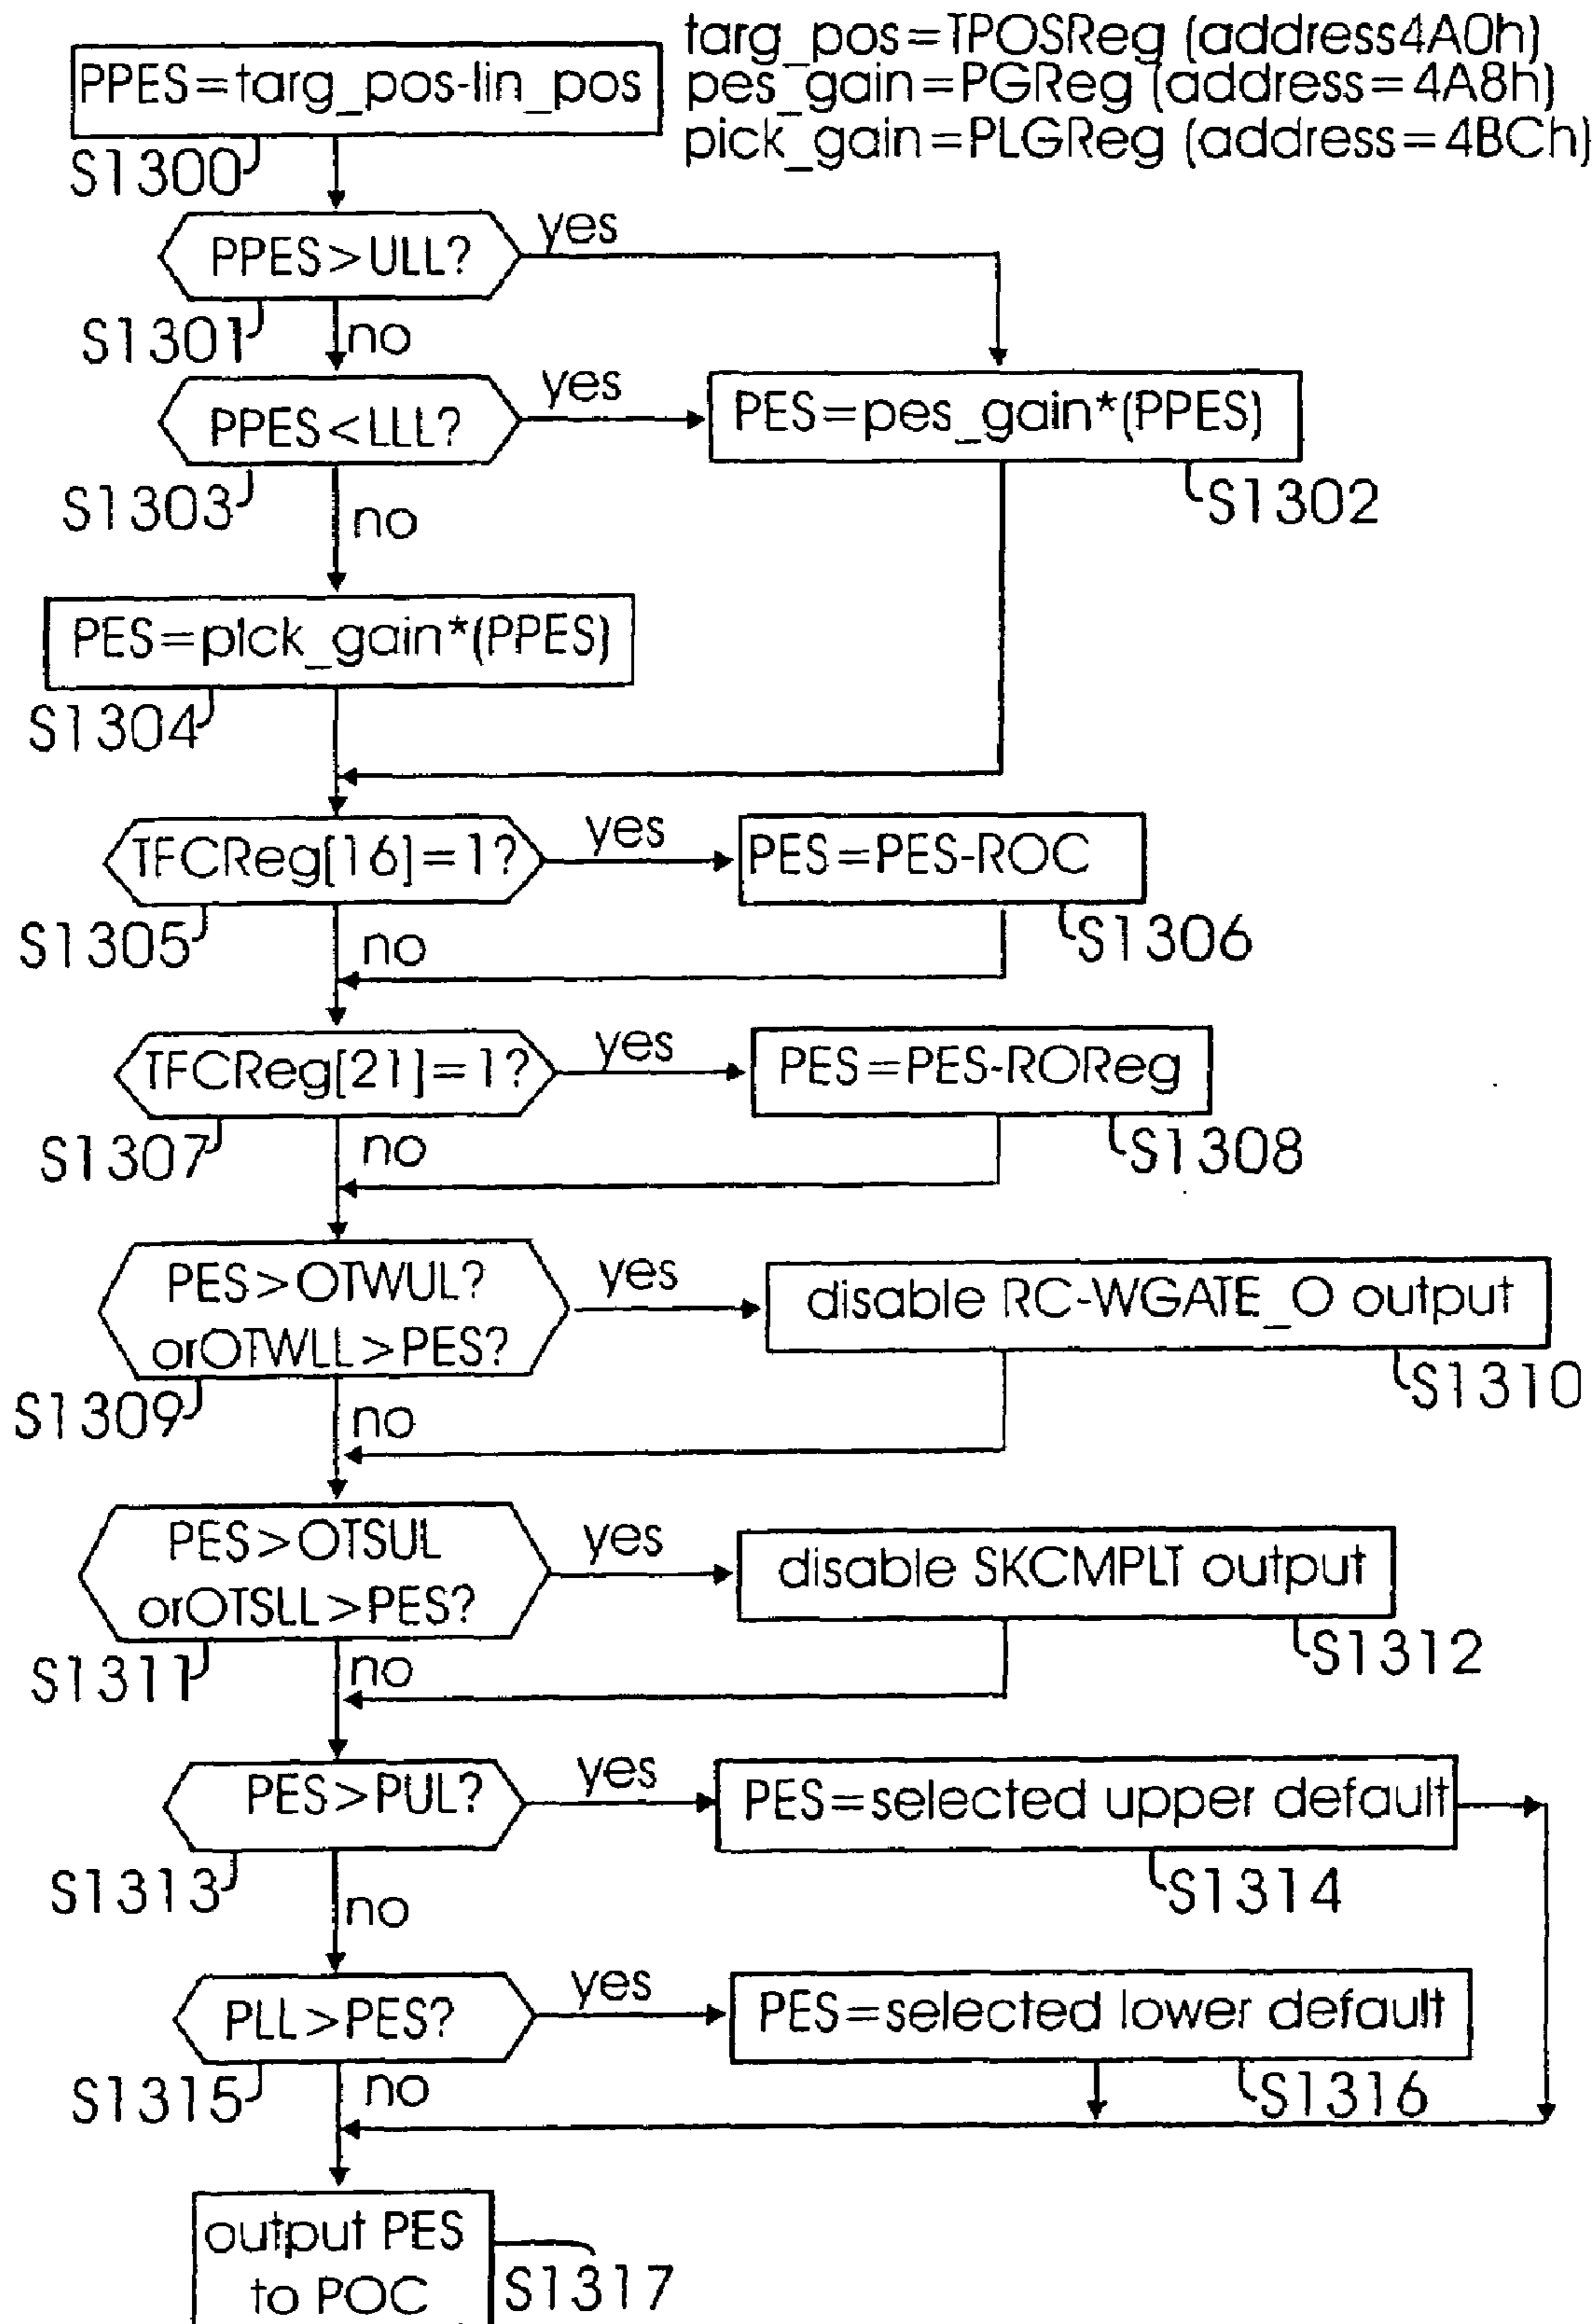 PPES=targ_pos-lin_pos
targ_pos=TPOSReg (address4A0h)
pes_gain=PGReg (address=4A8h)
pick_gain=PLGReg (address=4BCh)
S1300
PPES>ULL?
yes
S1301
no
PPES<LLL?
yes
PES=pes_gain*(PPES)
S1303
no
S1302
PES=pick_gain*(PPES)
S1304
TFCReg[16]=1?
yes
PES=PES-ROC
S1305
no
S1306
TFCReg[21]=1?
yes
PES=PES-ROReg
S1307
no
S1308
PES>OTWUL?
orOTWLL>PES?
yes
disable RC-WGATE_O output
S1309
no
S1310
PES>OTSUL
orOTSLL>PES?
yes
disable SKCMPLT output
S1311
no
S1312
PES>PUL?
yes
PES=selected upper default
S1313
no
S1314
PLL>PES?
yes
PES=selected lower default
S1315
no
S1316
output PES
to POC
S1317